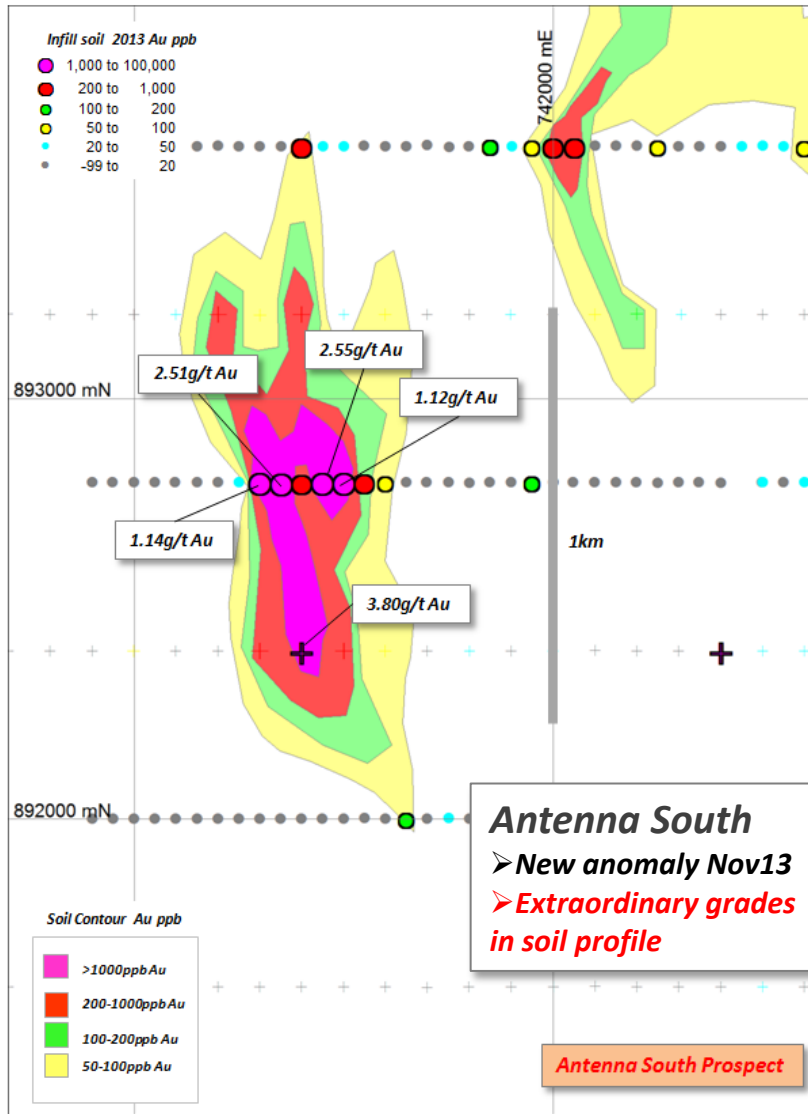 Infill soil 2013 Au ppb
1,000 to 100,000
200 to 1,000
100 to 200
50 to 100
20 to 50
-99 to 20
742000 mE
2.55g/t Au
2.51g/t Au
893000 mN
1.12g/t Au
1.14g/t Au
1km
3.80g/t Au
892000 mN
Antenna South
➢New anomaly Nov13
➢Extraordinary grades
in soil profile
Soil Contour Au ppb
>1000ppb Au
200-1000ppb Au
100-200ppb Au
50-100ppb Au
Antenna South Prospect